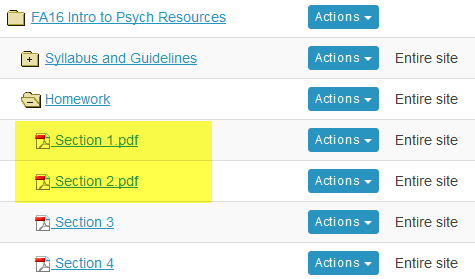 FA16 Intro to Psych Resources Actions
Syllabus and Guidelines Actions Entire site
Homework Actions Entire site
Section 1.pdf Actions Entire site
Section 2.pdf Actions Entire site
Section 3 Actions Entire site
Section 4 Actions Entire site